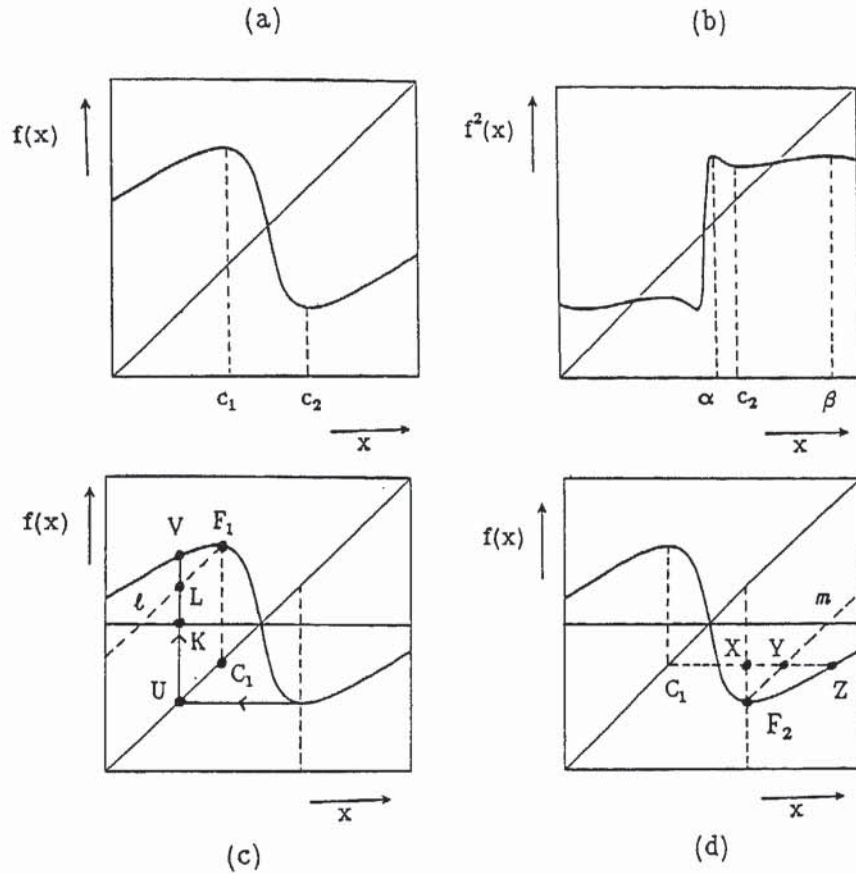 (a)
(b)
f(x)
f²(x)
c₁
c₂
α
c₂
β
x
x
f(x)
V
F₁
ℓ
L
K
C₁
U
x
f(x)
m
X
Y
C₁
Z
F₂
x
(c)
(d)